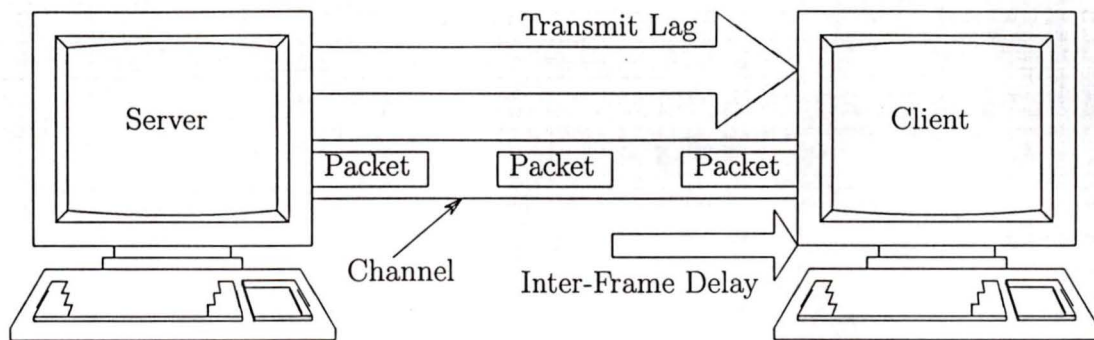 Transmit Lag
Server
Client
Packet
Packet
Packet
Channel
Inter-Frame Delay